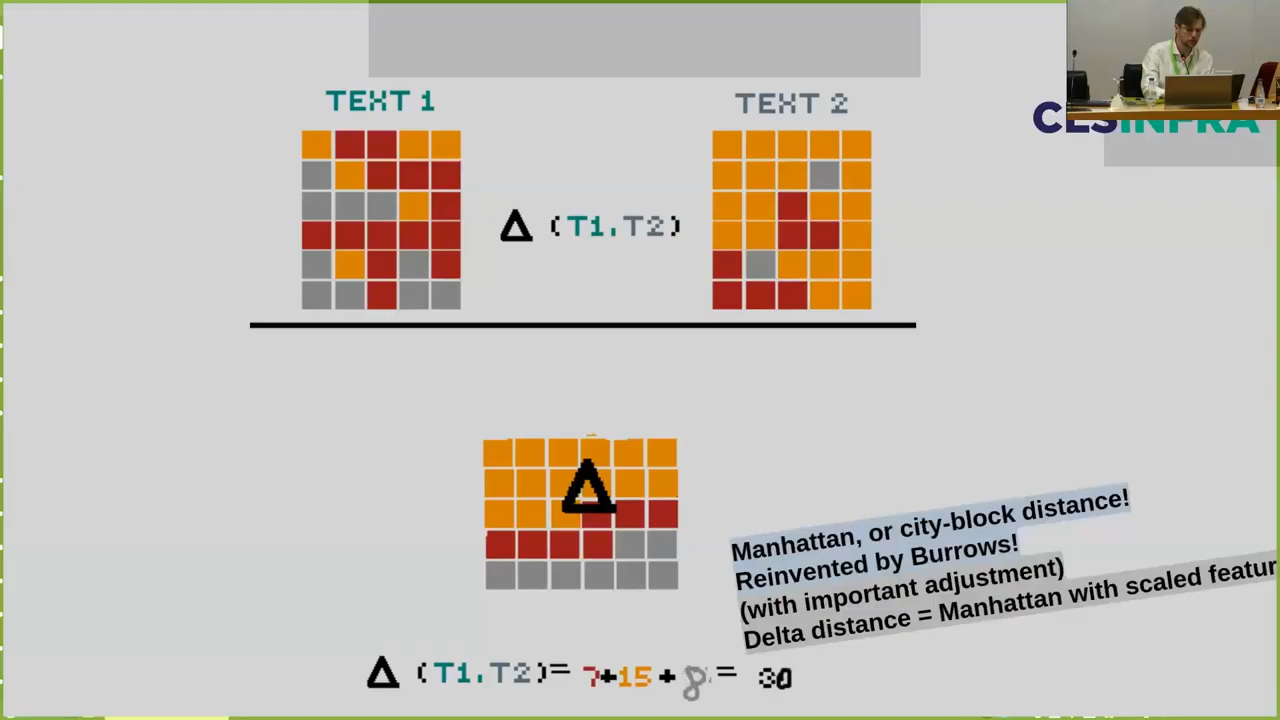 TEXT 1
TEXT 2
CLSINFRA
Δ (T1,T2)
Manhattan, or city-block distance!
Reinvented by Burrows!
(with important adjustment)
Delta distance = Manhattan with scaled featur
Δ (T1,T2)= 7+15 + 8 = 30